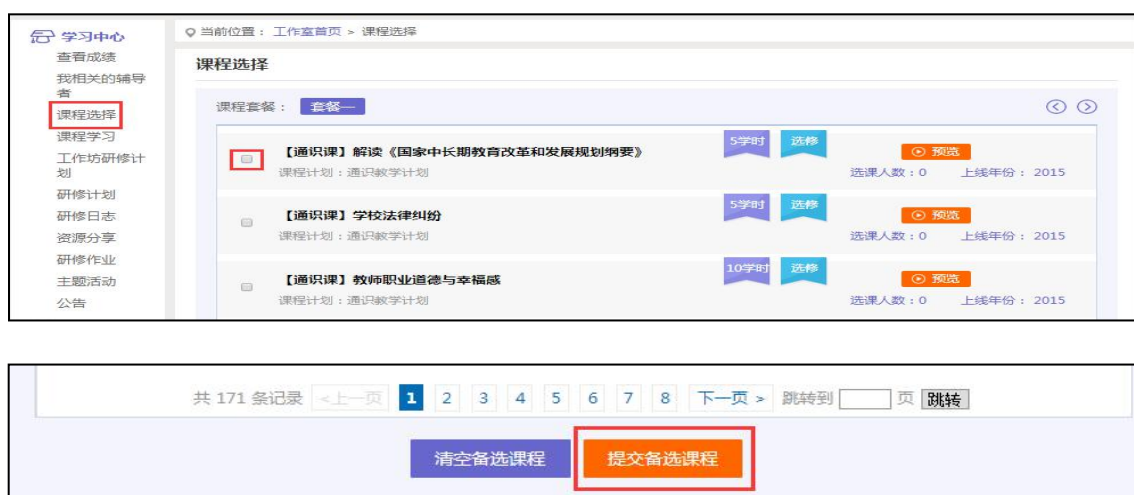 学习中心
查看成绩
我相关的辅导
者
课程选择
课程学习
工作坊研修计
划
研修计划
研修日志
资源分享
研修作业
主题活动
公告
当前位置： 工作室首页 > 课程选择
课程选择
课程套餐： 套餐一
5学时 选修
【通识课】解读《国家中长期教育改革和发展规划纲要》 预览
课程计划：通识教学计划 选课人数：0 上线年份： 2015
5学时 选修
【通识课】学校法律纠纷 预览
课程计划：通识教学计划 选课人数：0 上线年份： 2015
10学时 选修
【通识课】教师职业道德与幸福感 预览
课程计划：通识教学计划 选课人数：0 上线年份： 2015
共 171 条记录 <上一页 1 2 3 4 5 6 7 8 下一页 > 跳转到 页 跳转
清空备选课程 提交备选课程